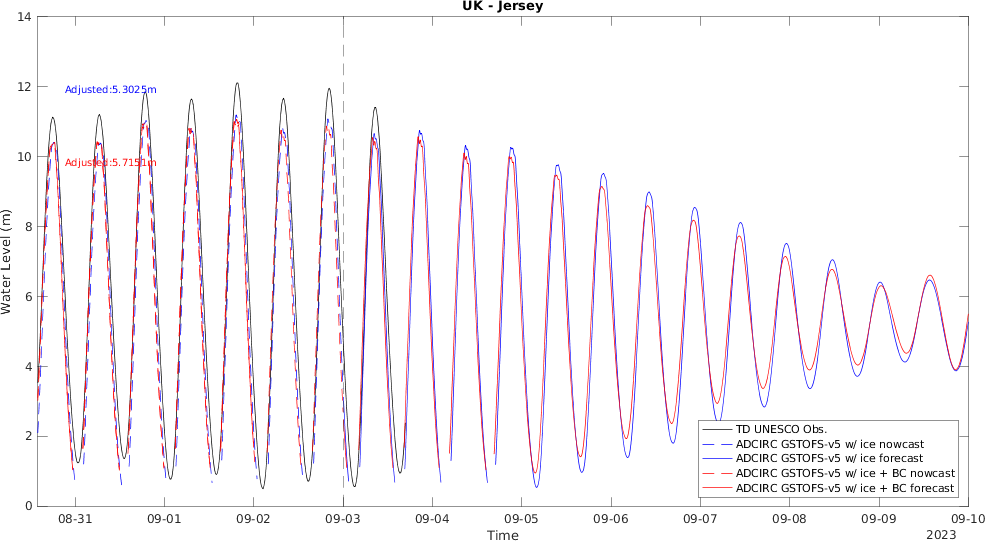 UK - Jersey
14
12
10
8
6
4
2
0
Water Level (m)
Adjusted:5.3025m
Adjusted:5.7151m
TD UNESCO Obs.
ADCIRC GSTOFS-v5 w/ ice nowcast
ADCIRC GSTOFS-v5 w/ ice forecast
ADCIRC GSTOFS-v5 w/ ice + BC nowcast
ADCIRC GSTOFS-v5 w/ ice + BC forecast
08-31 09-01 09-02 09-03 09-04 09-05 09-06 09-07 09-08 09-09 09-10
Time
2023